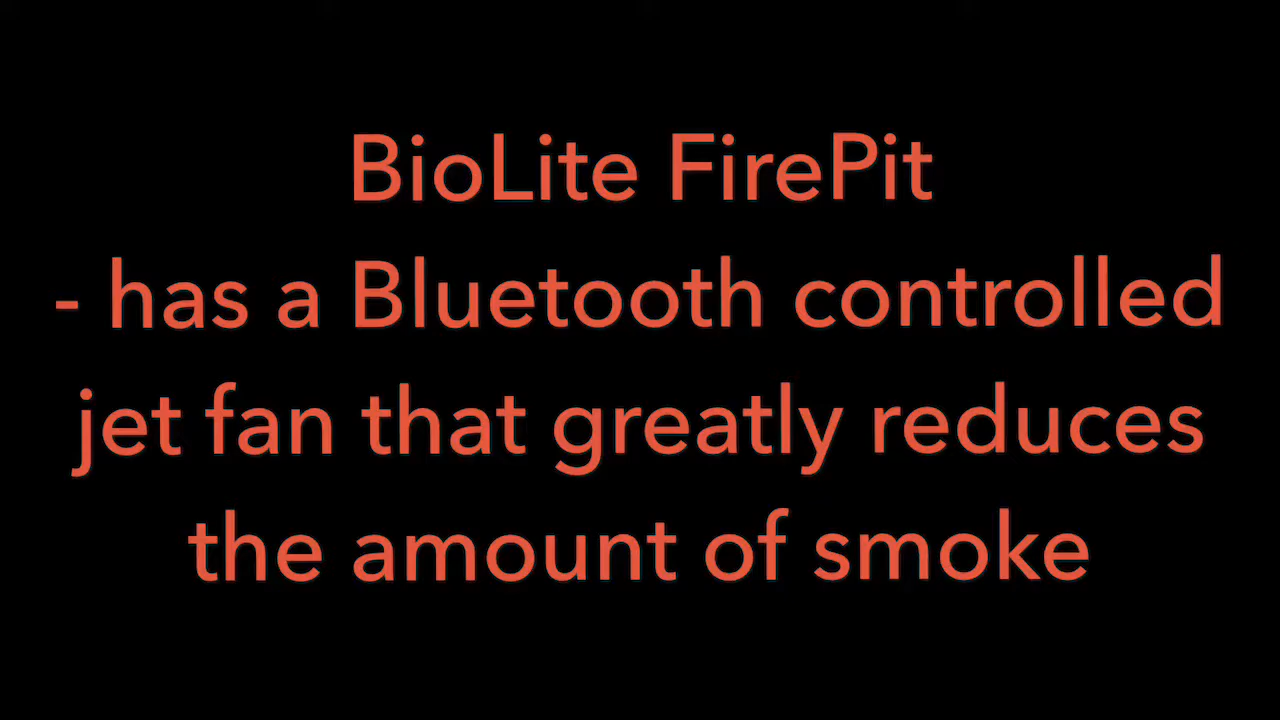 BioLite FirePit
- has a Bluetooth controlled
jet fan that greatly reduces
the amount of smoke